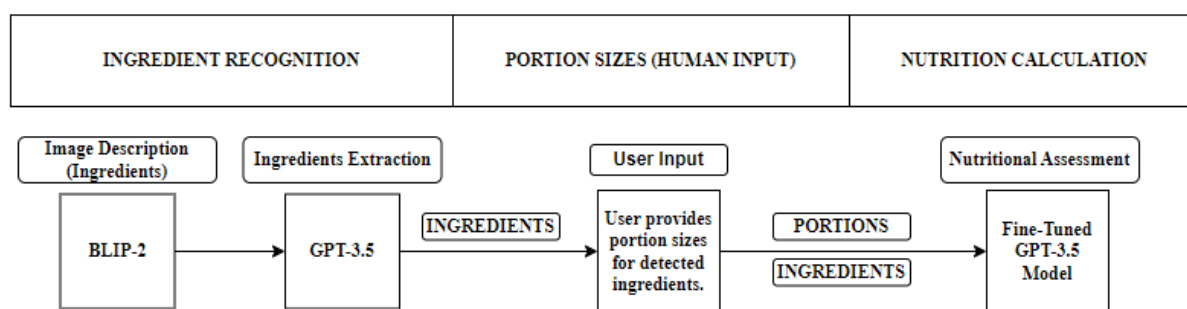 INGREDIENT RECOGNITION
PORTION SIZES (HUMAN INPUT)
NUTRITION CALCULATION
Image Description
(Ingredients)
Ingredients Extraction
User Input
Nutritional Assessment
BLIP-2
GPT-3.5
INGREDIENTS
User provides
portion sizes
for detected
ingredients.
PORTIONS
INGREDIENTS
Fine-Tuned
GPT-3.5
Model